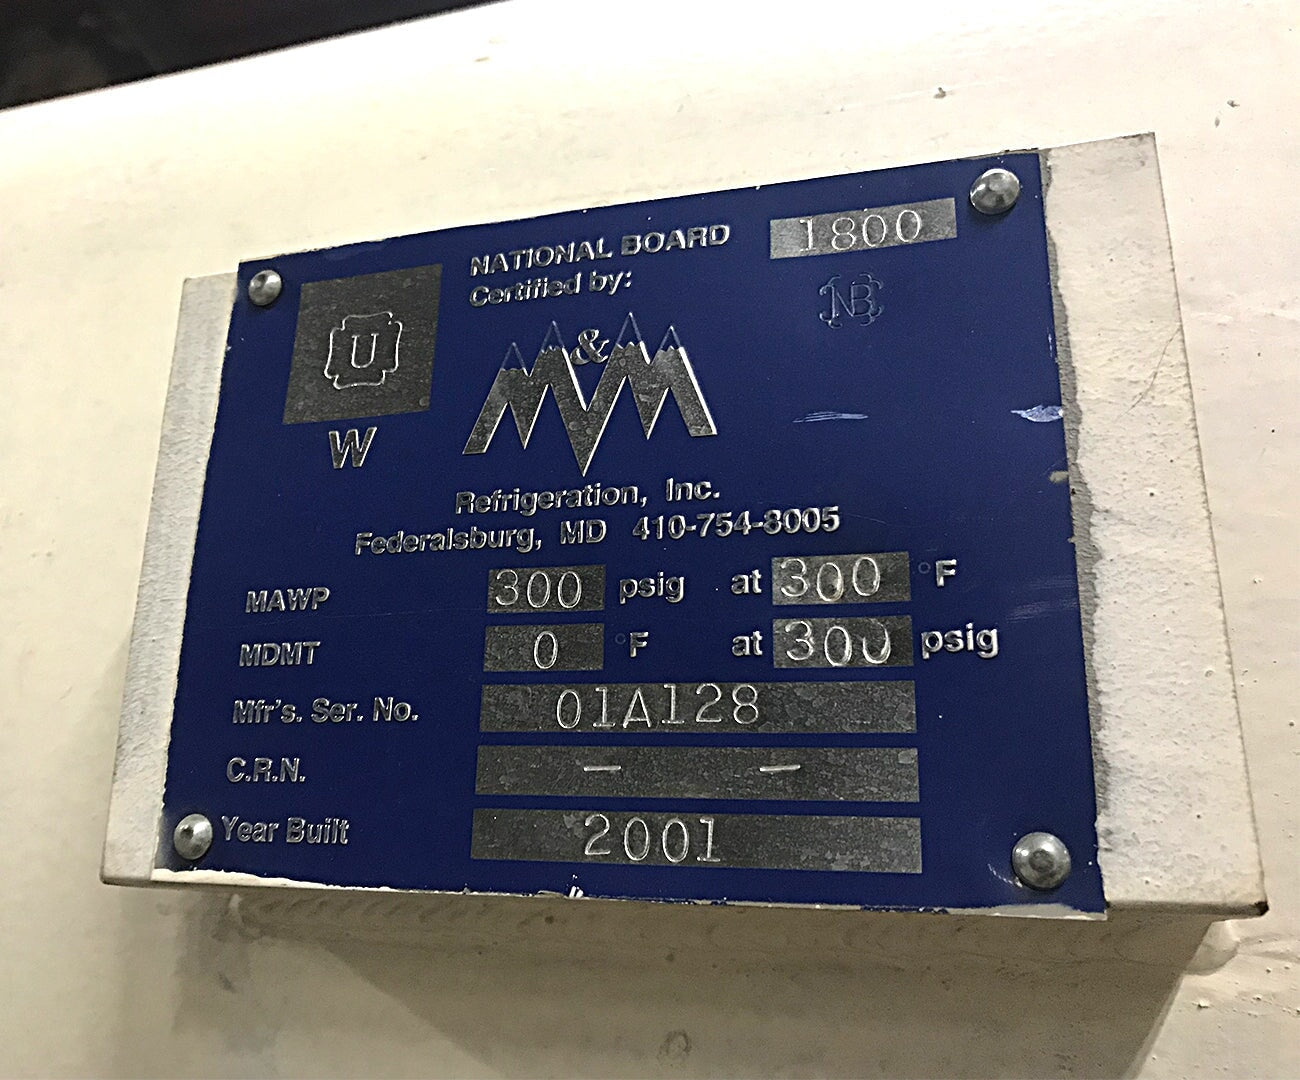 NATIONAL BOARD 1800
Certified by:
NB
U
W
M&M
Refrigeration, Inc.
Federalsburg, MD 410-754-8005
MAWP 300 psig at 300 °F
MDMT 0 °F at 300 psig
Mfr's. Ser. No. 01A128
C.R.N. — —
Year Built 2001